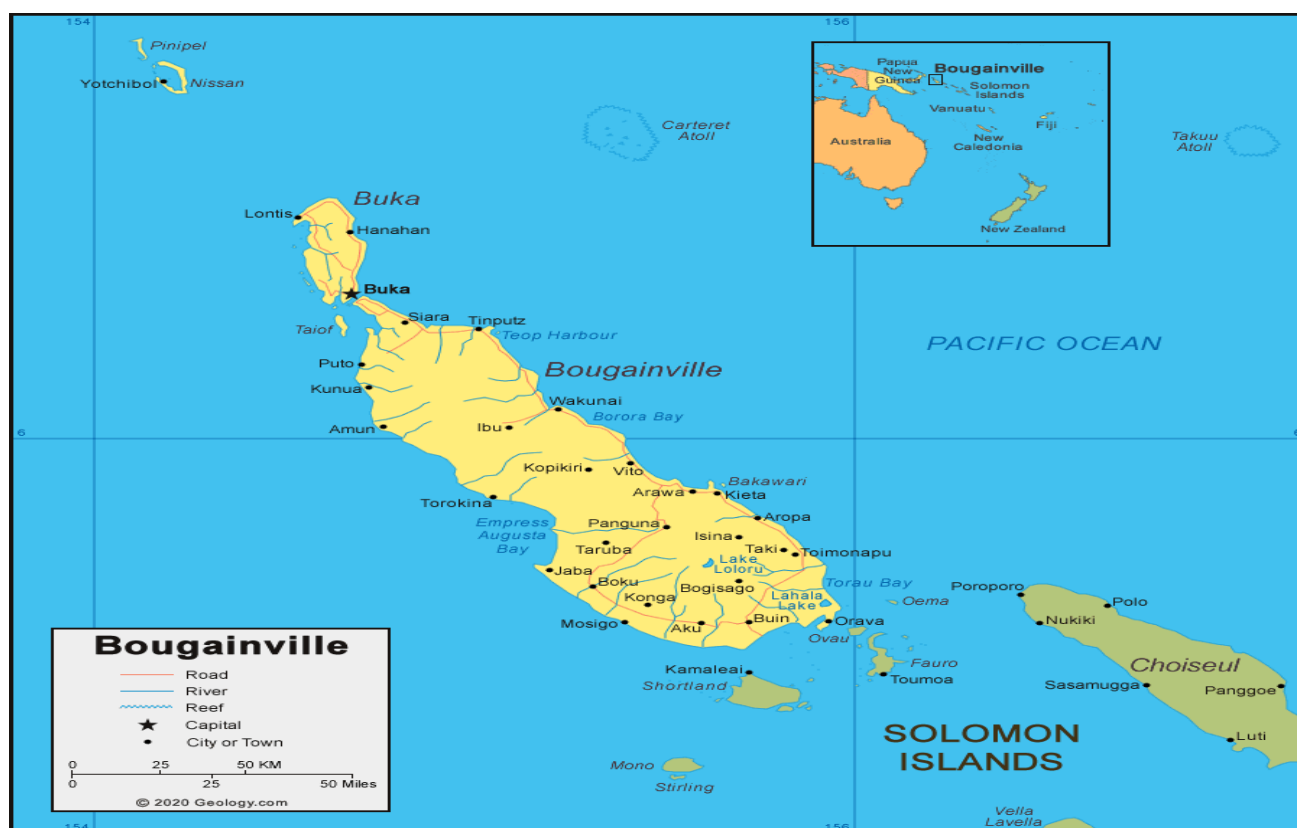 154
156
Pinipel
Yotchibol
Nissan
Carteret
Atoll
Takuu
Atoll
Papua
New
Guinea
Bougainville
Solomon
Islands
Vanuatu
Fiji
Australia
New
Caledonia
New Zealand
Buka
Lontis
Hanahan
Buka
Taiof
Siara
Tinputz
Teop Harbour
PACIFIC OCEAN
Puto
Bougainville
Kunua
Wakunai
Borora Bay
Amun
Ibu
6
6
Kopikiri
Vito
Torokina
Arawa
Bakawari
Kieta
Empress
Augusta
Bay
Panguna
Aropa
Isina
Taruba
Taki
Toimonapu
Lake
Loloru
Jaba
Boku
Bogisago
Torau Bay
Konga
Lahala
Lake
Oema
Poroporo
Polo
Mosigo
Aku
Buin
Orava
Ovau
Nukiki
Kamaleai
Shortland
Fauro
Toumoa
Choiseul
Sasamugga
Panggoe
Luti
SOLOMON
ISLANDS
Mono
Stirling
Vella
Lavella
Bougainville
Road
River
Reef
Capital
City or Town
0 25 50 KM
0 25 50 Miles
© 2020 Geology.com
154
156